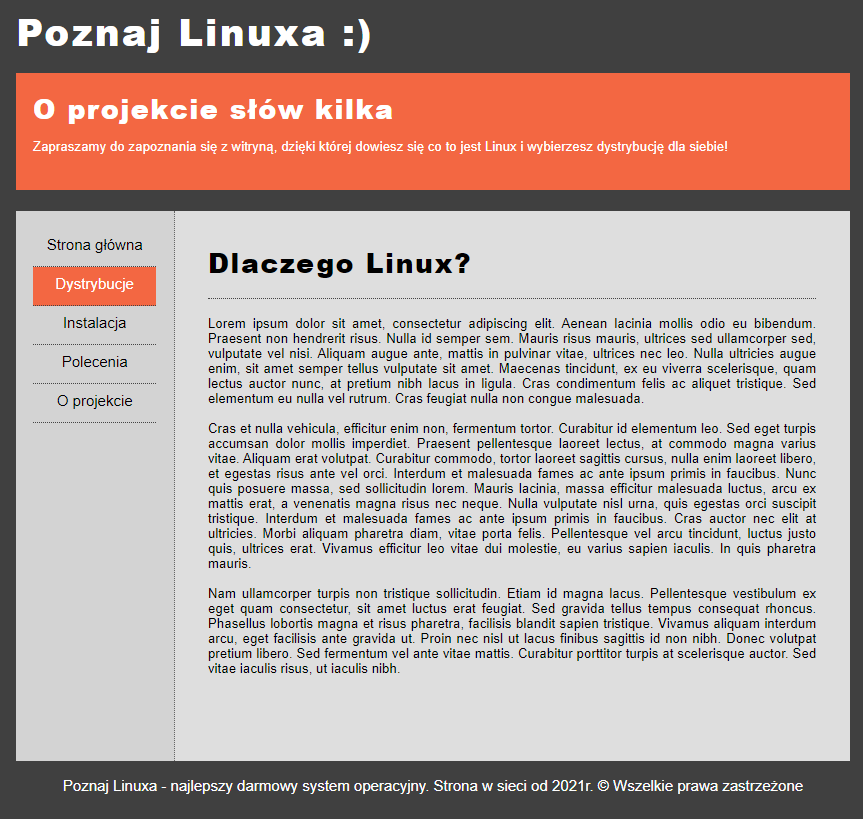 Poznaj Linuxa :)
O projekcie słów kilka
Zapraszamy do zapoznania się z witryną, dzięki której dowiesz się co to jest Linux i wybierzesz dystrybucję dla siebie!
Strona główna
Dystrybucje
Instalacja
Polecenia
O projekcie
Dlaczego Linux?
Lorem ipsum dolor sit amet, consectetur adipiscing elit. Aenean lacinia mollis odio eu bibendum.
Praesent non hendrerit risus. Nulla id semper sem. Mauris risus mauris, ultrices sed ullamcorper sed,
vulputate vel nisi. Aliquam augue ante, mattis in pulvinar vitae, ultrices nec leo. Nulla ultricies augue
enim, sit amet semper tellus vulputate sit amet. Maecenas tincidunt, ex eu viverra scelerisque, quam
lectus auctor nunc, at pretium nibh lacus in ligula. Cras condimentum felis ac aliquet tristique. Sed
elementum eu nulla vel rutrum. Cras feugiat nulla non congue malesuada.
Cras et nulla vehicula, efficitur enim non, fermentum tortor. Curabitur id elementum leo. Sed eget turpis
accumsan dolor mollis imperdiet. Praesent pellentesque laoreet lectus, at commodo magna varius
vitae. Aliquam erat volutpat. Curabitur commodo, tortor laoreet sagittis cursus, nulla enim laoreet libero,
et egestas risus ante vel orci. Interdum et malesuada fames ac ante ipsum primis in faucibus. Nunc
quis posuere massa, sed sollicitudin lorem. Mauris lacinia, massa efficitur malesuada luctus, arcu ex
mattis erat, a venenatis magna risus nec neque. Nulla vulputate nisl urna, quis egestas orci suscipit
tristique. Interdum et malesuada fames ac ante ipsum primis in faucibus. Cras auctor nec elit at
ultricies. Morbi aliquam pharetra diam, vitae porta felis. Pellentesque vel arcu tincidunt, luctus justo
quis, ultrices erat. Vivamus efficitur leo vitae dui molestie, eu varius sapien iaculis. In quis pharetra
mauris.
Nam ullamcorper turpis non tristique sollicitudin. Etiam id magna lacus. Pellentesque vestibulum ex
eget quam consectetur, sit amet luctus erat feugiat. Sed gravida tellus tempus consequat rhoncus.
Phasellus lobortis magna et risus pharetra, facilisis blandit sapien tristique. Vivamus aliquam interdum
arcu, eget facilisis ante gravida ut. Proin nec nisl ut lacus finibus sagittis id non nibh. Donec volutpat
pretium libero. Sed fermentum vel ante vitae mattis. Curabitur porttitor turpis at scelerisque auctor. Sed
vitae iaculis risus, ut iaculis nibh.
Poznaj Linuxa - najlepszy darmowy system operacyjny. Strona w sieci od 2021r. © Wszelkie prawa zastrzeżone